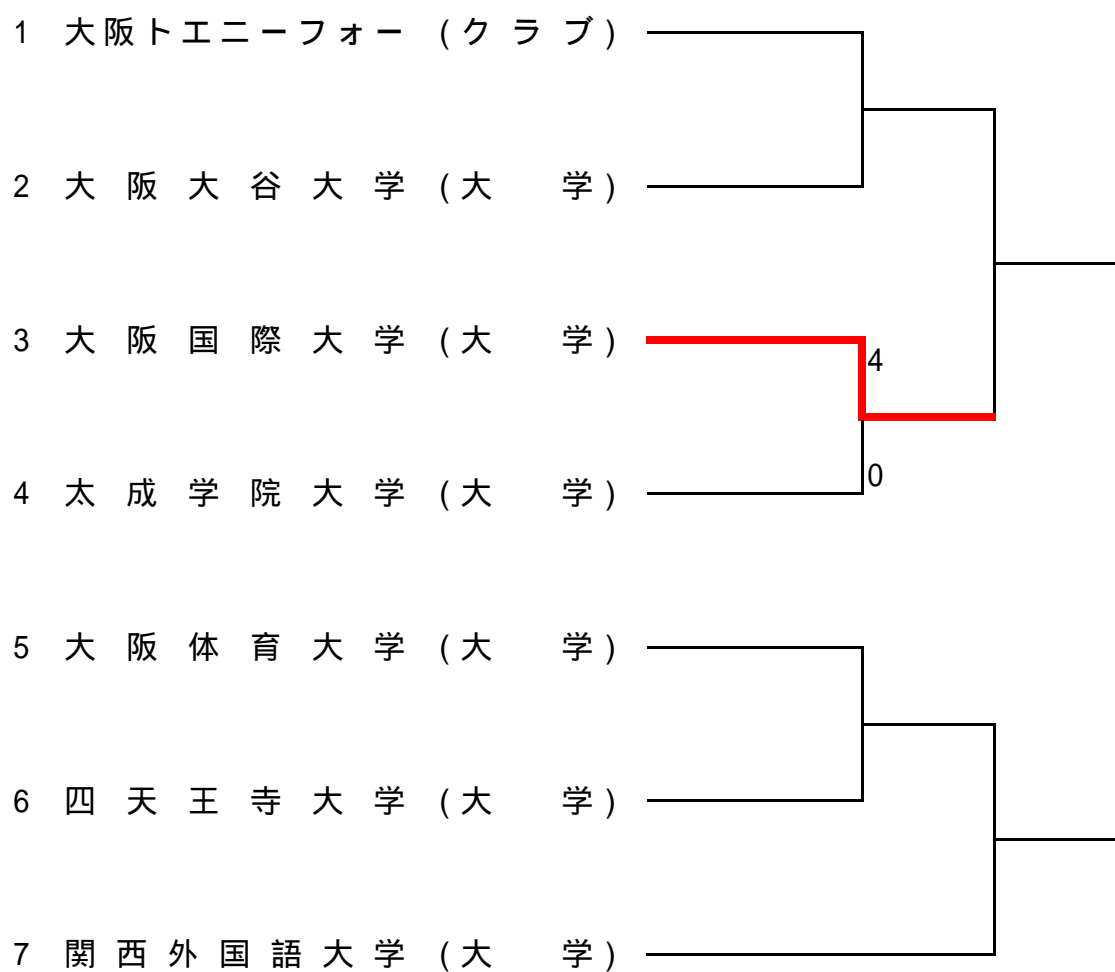 1 大阪トエニーフォー (クラブ)
2 大阪大谷大学 (大 学)
3 大阪国際大学 (大 学)
4
0
4 太成学院大学 (大 学)
5 大阪体育大学 (大 学)
6 四天王寺大学 (大 学)
7 関西外国語大学 (大 学)